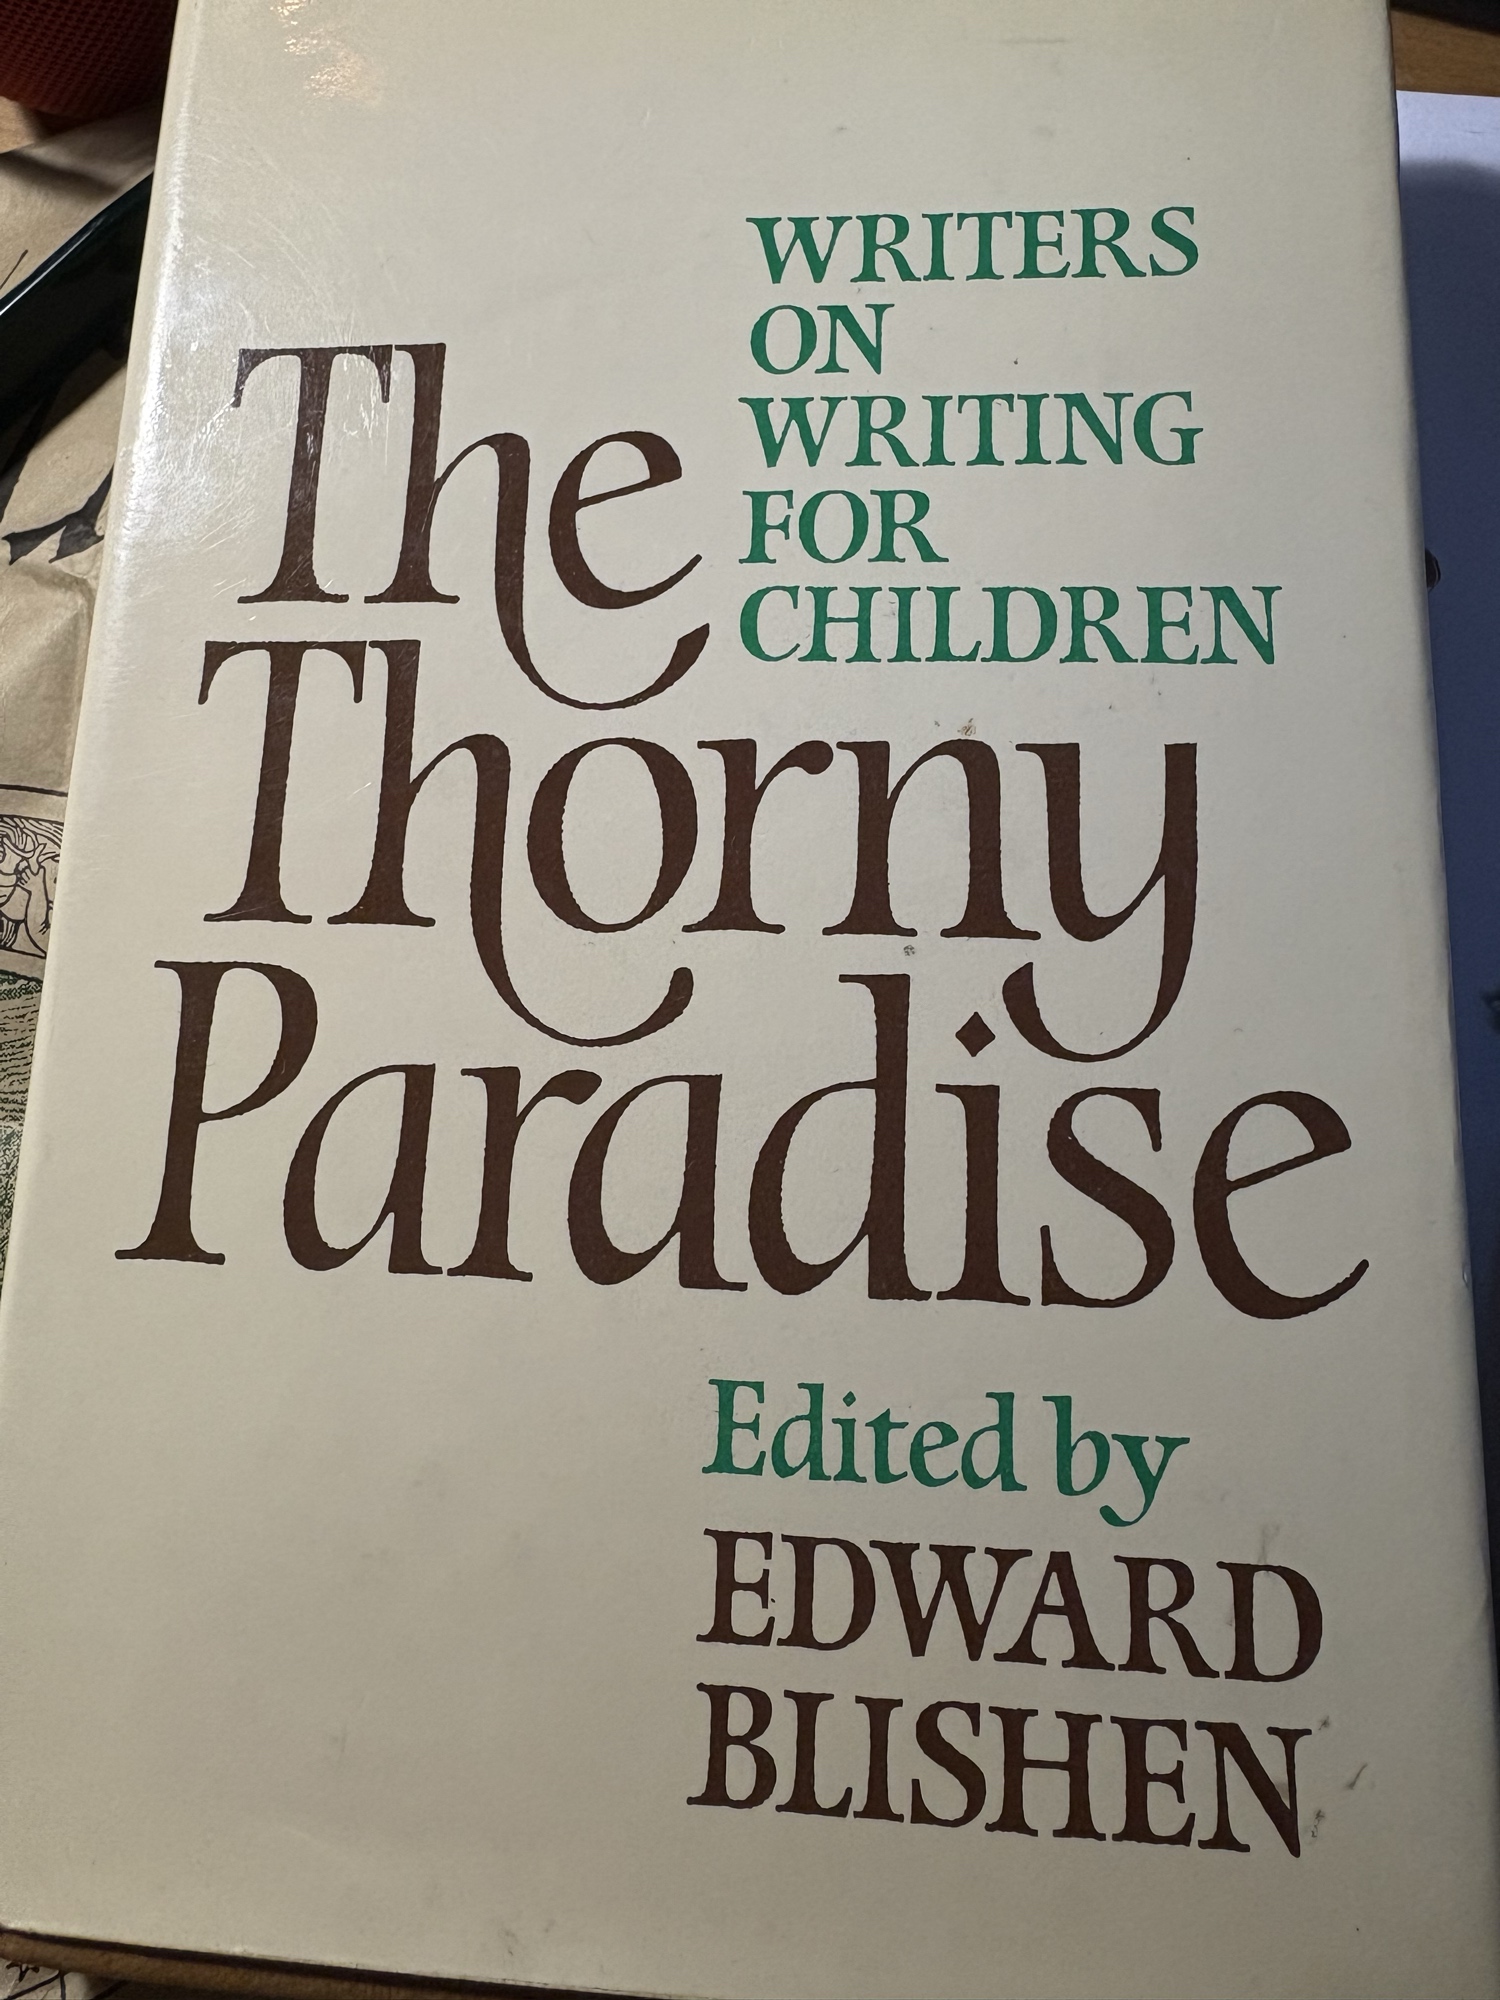 WRITERS
ON
WRITING
FOR
CHILDREN
The
Thorny
Paradise
Edited by
EDWARD
BLISHEN